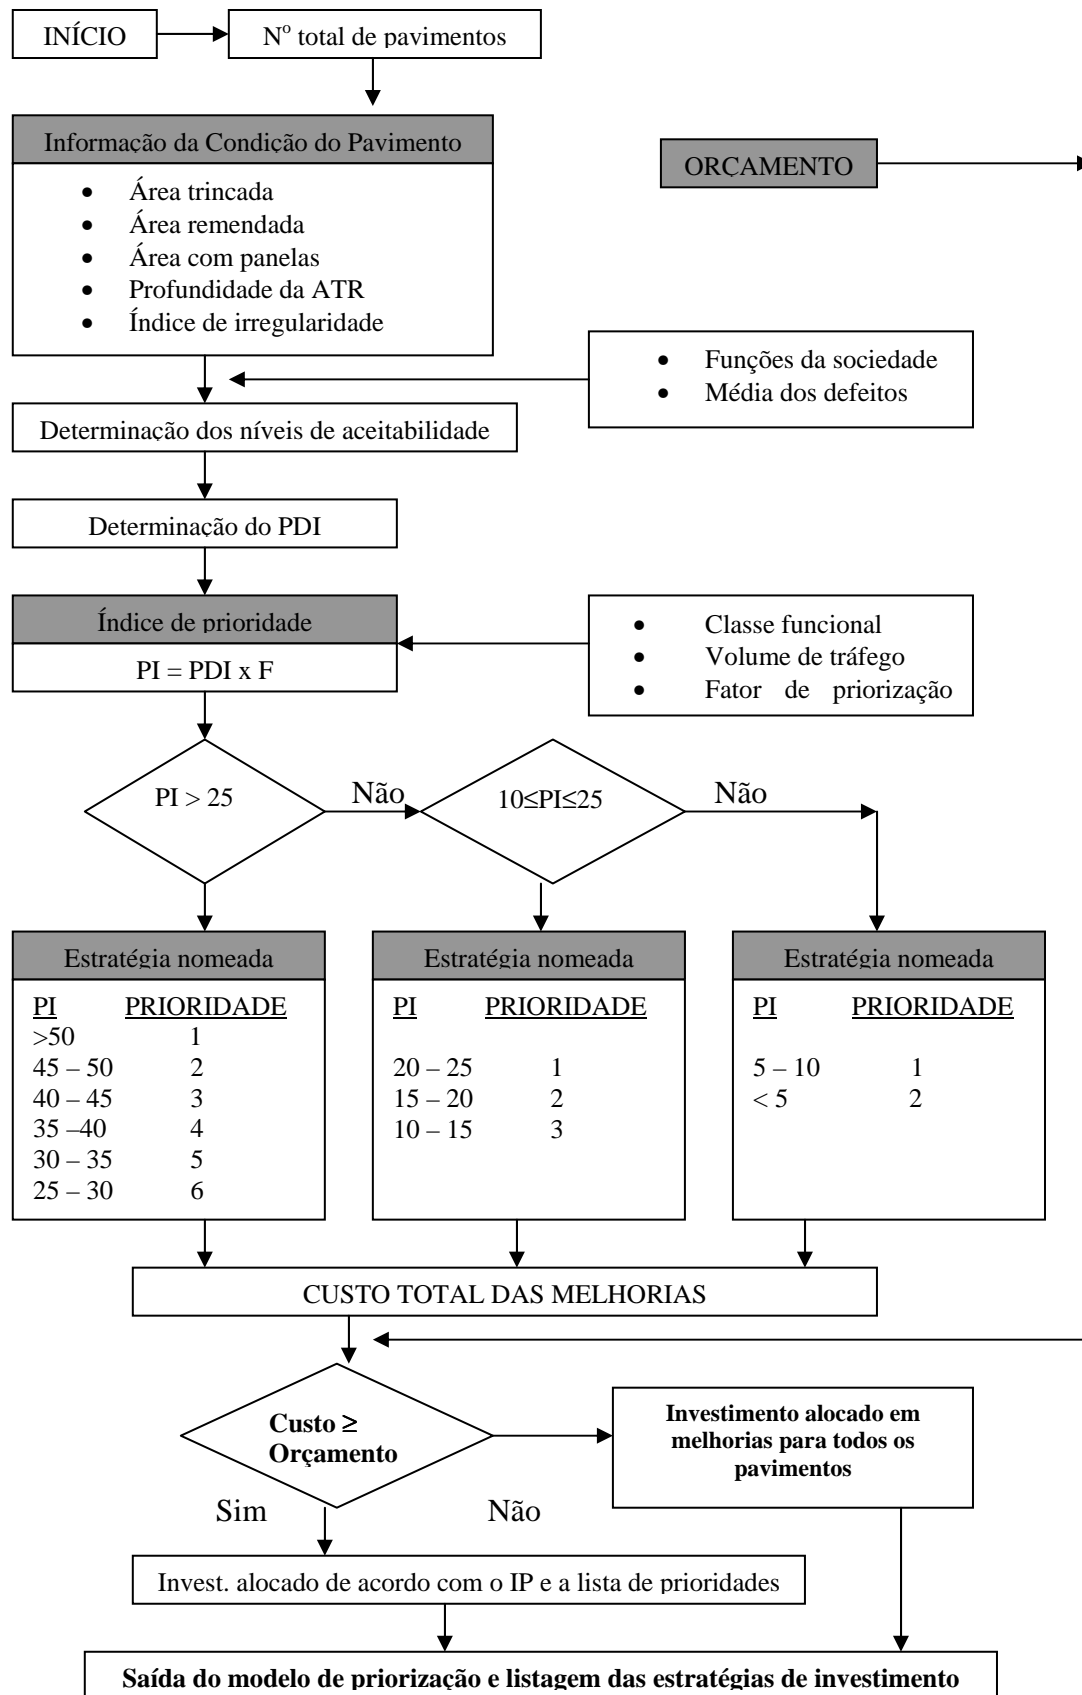 INÍCIO
Nº total de pavimentos
Informação da Condição do Pavimento
• Área trincada
• Área remendada
• Área com panelas
• Profundidade da ATR
• Índice de irregularidade
ORÇAMENTO
• Funções da sociedade
• Média dos defeitos
Determinação dos níveis de aceitabilidade
Determinação do PDI
Índice de prioridade
PI = PDI x F
• Classe funcional
• Volume de tráfego
• Fator de priorização
PI > 25
Não
10≤PI≤25
Não
Estratégia nomeada
PI PRIORIDADE
>50 1
45 – 50 2
40 – 45 3
35 –40 4
30 – 35 5
25 – 30 6
Estratégia nomeada
PI PRIORIDADE
20 – 25 1
15 – 20 2
10 – 15 3
Estratégia nomeada
PI PRIORIDADE
5 – 10 1
< 5 2
CUSTO TOTAL DAS MELHORIAS
Custo ≥
Orçamento
Investimento alocado em
melhorias para todos os
pavimentos
Sim
Não
Invest. alocado de acordo com o IP e a lista de prioridades
Saída do modelo de priorização e listagem das estratégias de investimento